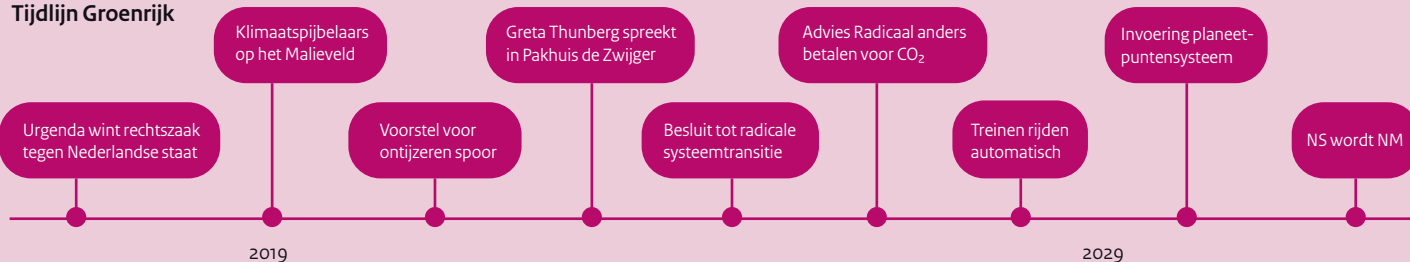 Tijdlijn Groenrijk
Urgenda wint rechtszaak
tegen Nederlandse staat
Klimaatspijbelaars
op het Malieveld
Voorstel voor
ontijzeren spoor
Greta Thunberg spreekt
in Pakhuis de Zwijger
Besluit tot radicale
systeemtransitie
Advies Radicaal anders
betalen voor CO₂
Treinen rijden
automatisch
Invoering planeet-
puntensysteem
NS wordt NM
2019
2029